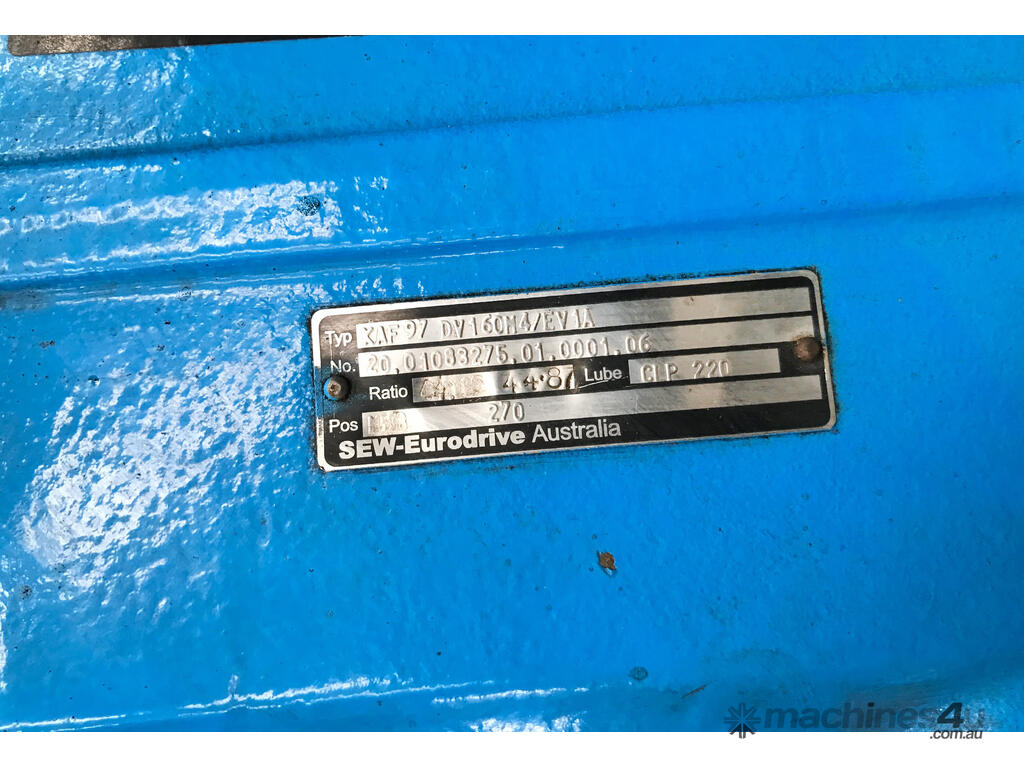 Typ KAF97 DV160M4/EV1A
No. 20.01083275.01.0001.06
Ratio 44.87 Lube CLP 220
Pos 270
SEW-Eurodrive Australia
machines4u
.com.au